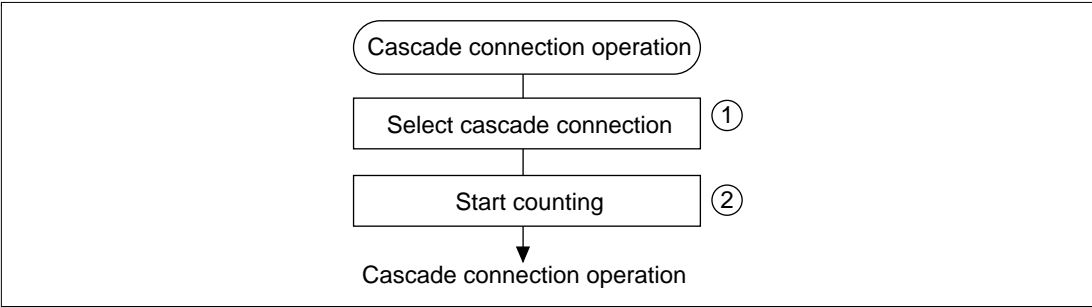 Cascade connection operation
Select cascade connection
1
Start counting
2
Cascade connection operation